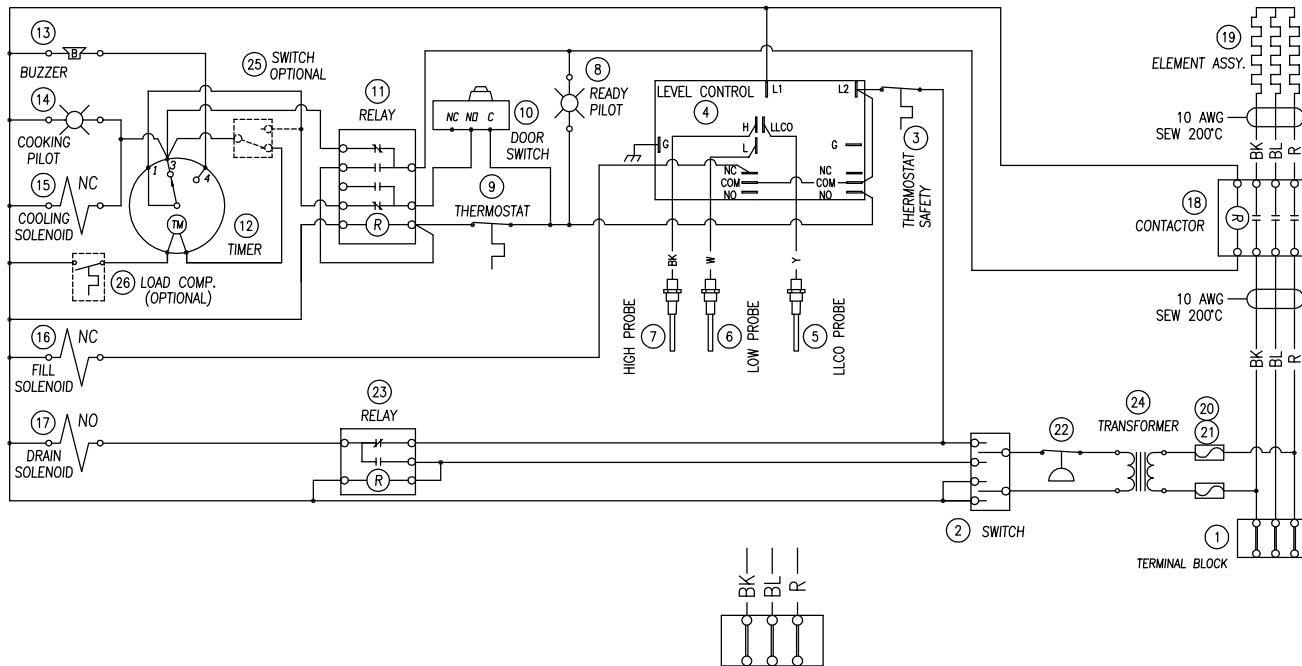 13
B
BUZZER
25 SWITCH
OPTIONAL
14
COOKING
PILOT
1
3
4
15
NC
COOLING
SOLENOID
TM
12
TIMER
26 LOAD COMP.
(OPTIONAL)
11
RELAY
R
NC NO C
10
DOOR
SWITCH
9
THERMOSTAT
8
READY
PILOT
LEVEL CONTROL
4
L1
L2
H
LLCO
L
G
G
NC
COM
NO
NC
COM
NO
3
THERMOSTAT
SAFETY
BK
W
Y
HIGH PROBE
7
6
LOW PROBE
5
LLCO PROBE
16
NC
FILL
SOLENOID
17
NO
DRAIN
SOLENOID
23
RELAY
R
19
ELEMENT ASSY.
10 AWG
SEW 200°C
BK
BL
R
18
CONTACTOR
R
10 AWG
SEW 200°C
BK
BL
R
24
TRANSFORMER
20
21
22
2 SWITCH
1
TERMINAL BLOCK
BK
BL
R